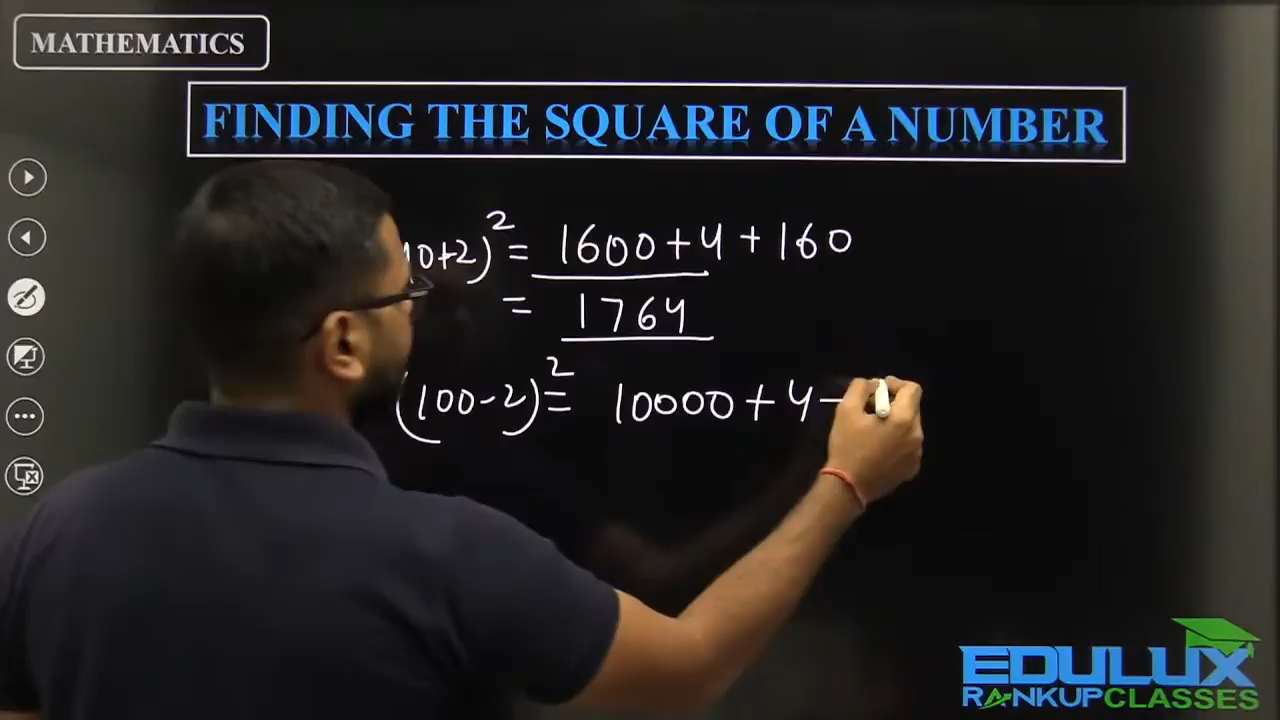 MATHEMATICS
FINDING THE SQUARE OF A NUMBER
0+2)² = 1600+4+160
= 1764
(100-2)² = 10000+4-
EDULUX
RANKUPCLASSES